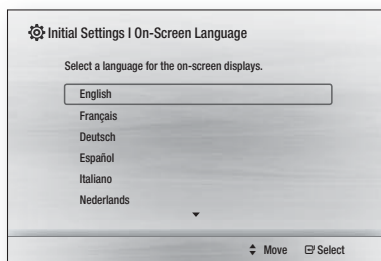 Initial Settings I On-Screen Language
Select a language for the on-screen displays.
English
Français
Deutsch
Español
Italiano
Nederlands
Move Select